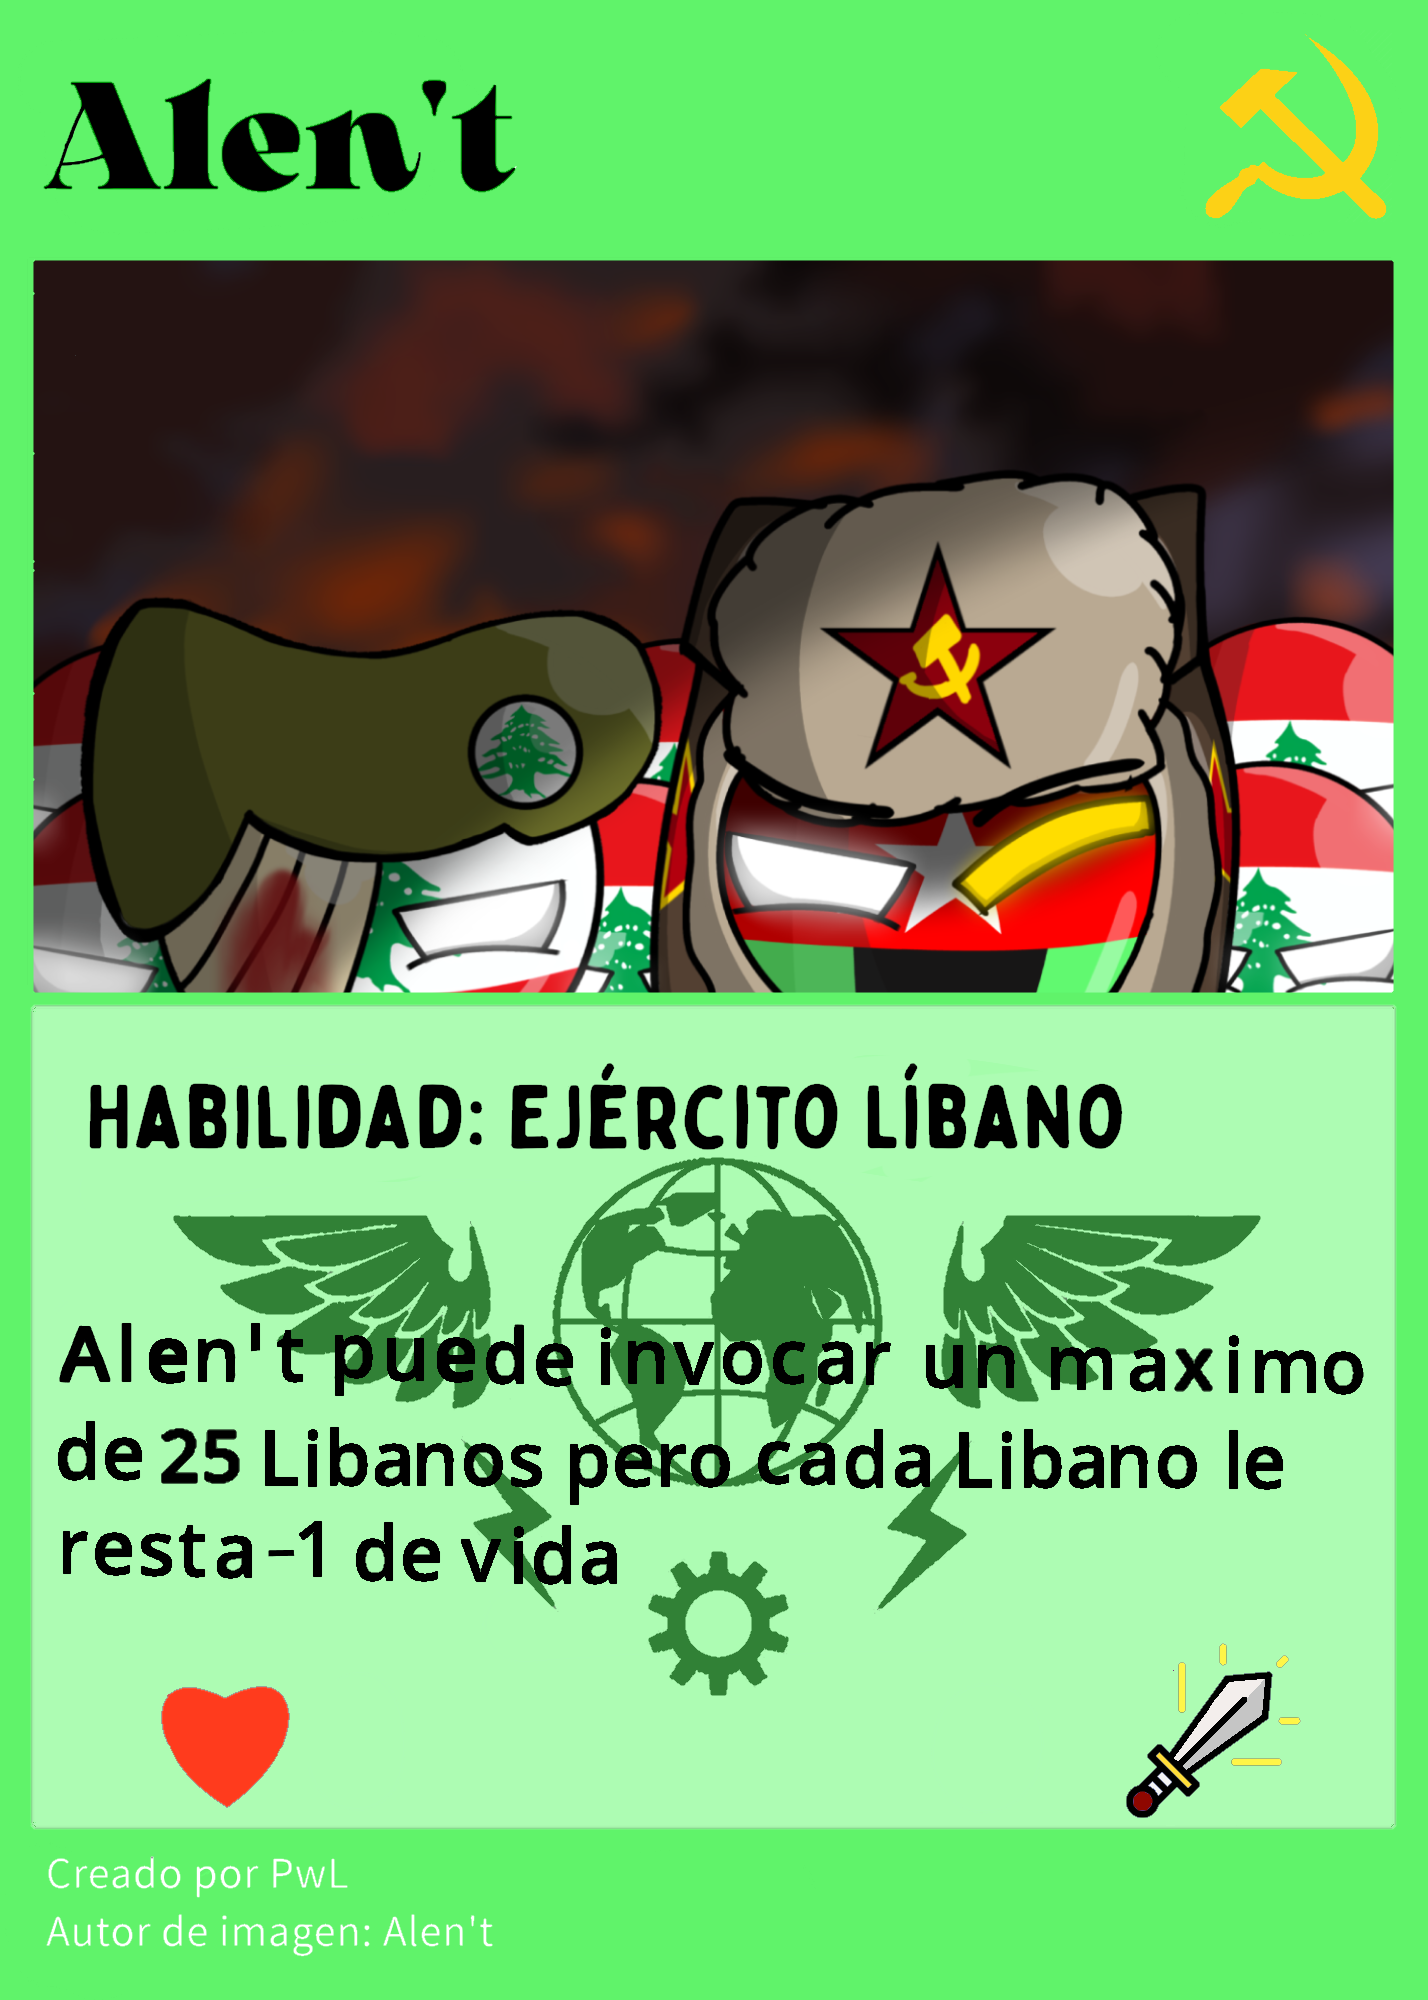 Alen't
HABILIDAD: EJÉRCITO LÍBANO
Alen't puede invocar un maximo
de 25 Libanos pero cada Libano le
resta -1 de vida
Creado por PwL
Autor de imagen: Alen't